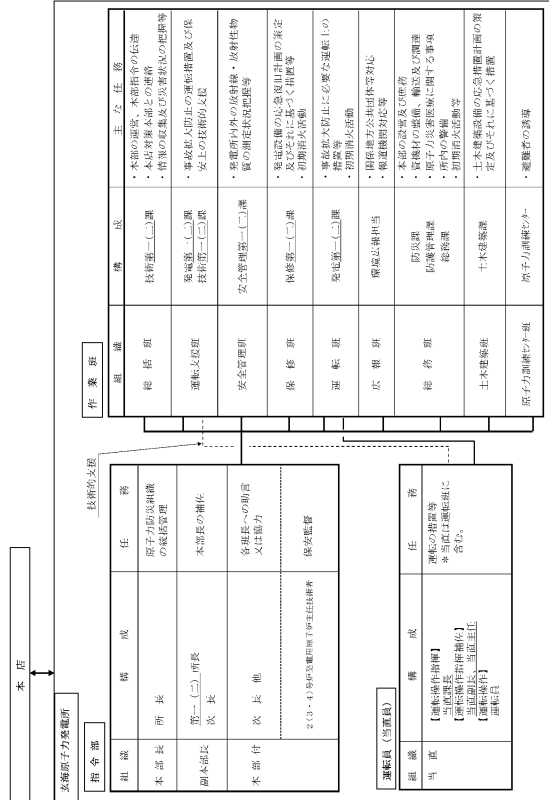 本店
玄海原子力発電所
指令部
組織
構成
任務
本部長
所長
原子力防災組織
の統括管理
副本部長
第一（二）所長
次長
本部長の補佐
本部付
次長他
各班長への助言
又は協力
2（3・4）号炉発電用原子炉主任技術者
保安監督
運転員（当直員）
組織
構成
任務
当直
【運転操作指揮】
当直課長
【運転操作指揮補佐】
当直副長、当直主任
【運転操作】
運転員
運転の措置等
＊当直は運転班に
含む。
技術的支援
作業班
組織
構成
主な任務
総括班
技術第一（二）課
・本部の運営、本部指令の伝達
・本店対策本部との連絡
・情報の収集及び災害状況の把握等
運転支援班
発電第一（二）課
技術第一（二）課
・事故拡大防止の運転措置及び保
安上の技術的支援
安全管理班
安全管理第一（二）課
・発電所内外の放射線・放射性物
質の測定状況把握等
保修班
保修第一（二）課
・発電設備の応急復旧計画の策定
及びそれに基づく措置等
・初期消火活動
運転班
発電第一（二）課
・事故拡大防止に必要な運転上の
措置等
・初期消火活動
広報班
環境広報担当
・関係地方公共団体等対応
・報道機関対応等
総務班
防災課
防護管理課
総務課
・本部の設営及び庶務
・資機材の整備、輸送及び調達
・原子力災害医療に関する事項
・所内の警備
・初期消火活動等
土木建築班
土木建築課
・土木建築設備の応急措置計画の策
定及びそれに基づく措置
原子力訓練センター班
原子力訓練センター
・避難者の誘導